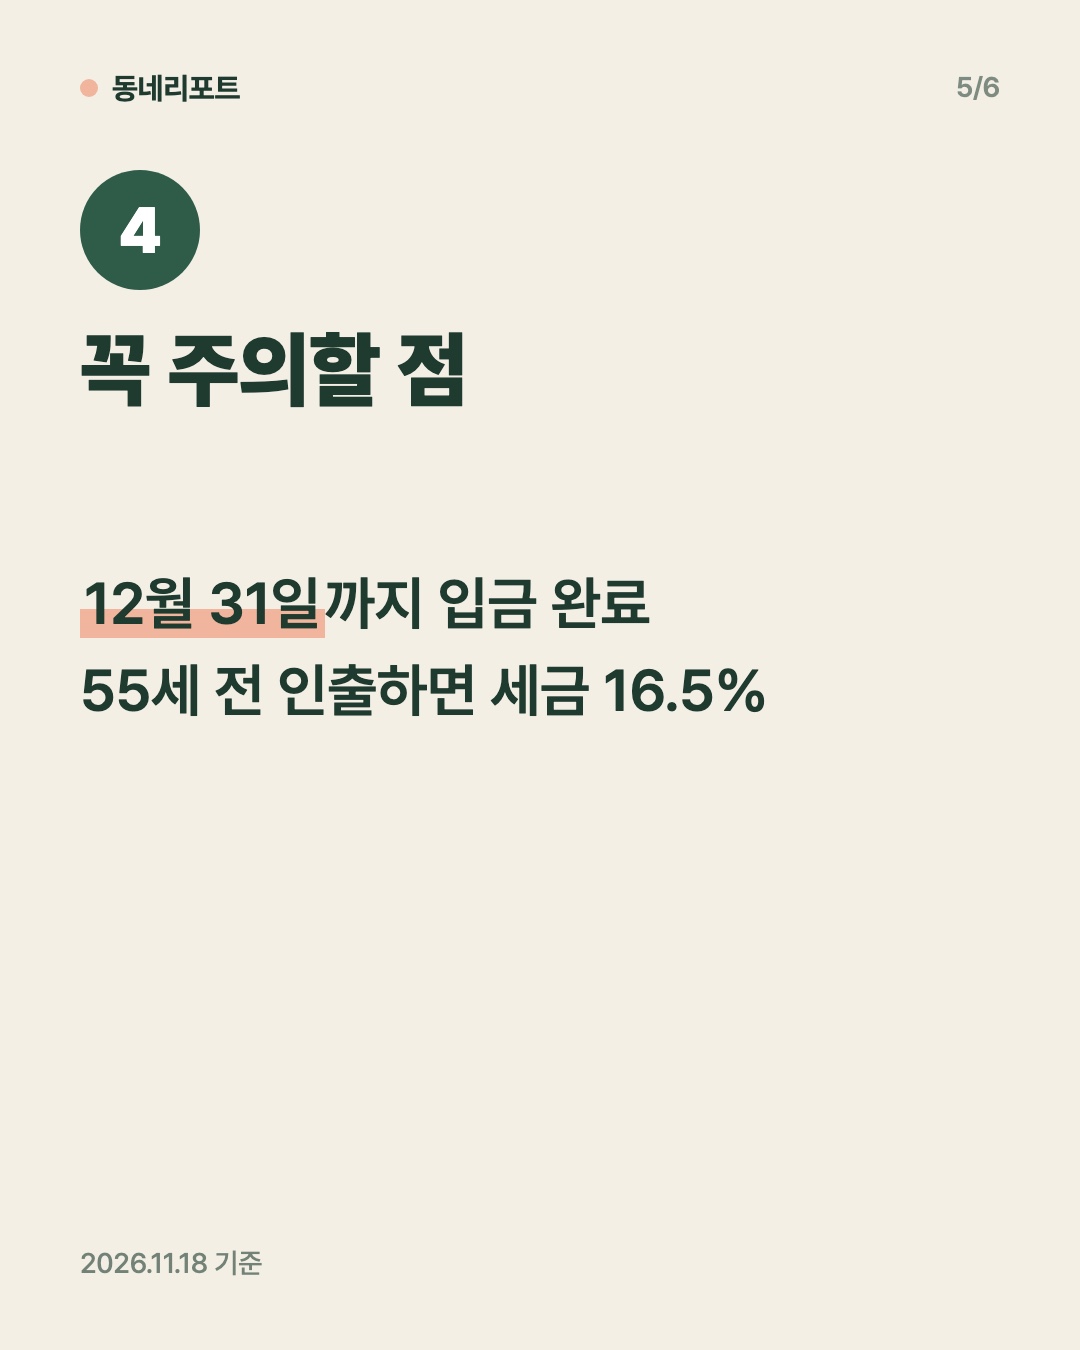 동네리포트
5/6
4
꼭 주의할 점
12월 31일까지 입금 완료
55세 전 인출하면 세금 16.5%
2026.11.18 기준